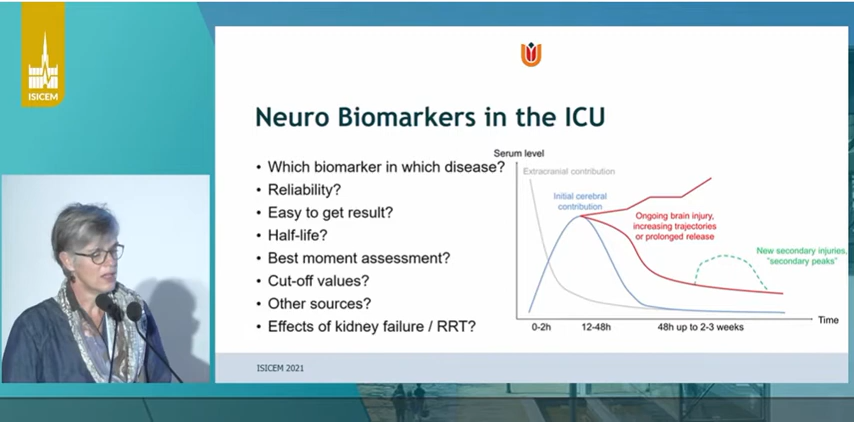 ISICEM
Neuro Biomarkers in the ICU
• Which biomarker in which disease?
• Reliability?
• Easy to get result?
• Half-life?
• Best moment assessment?
• Cut-off values?
• Other sources?
• Effects of kidney failure / RRT?
Serum level
Extracranial contribution
Initial cerebral
contribution
Ongoing brain injury,
increasing trajectories
or prolonged release
New secondary injuries,
"secondary peaks"
Time
0-2h
12-48h
48h up to 2-3 weeks
ISICEM 2021